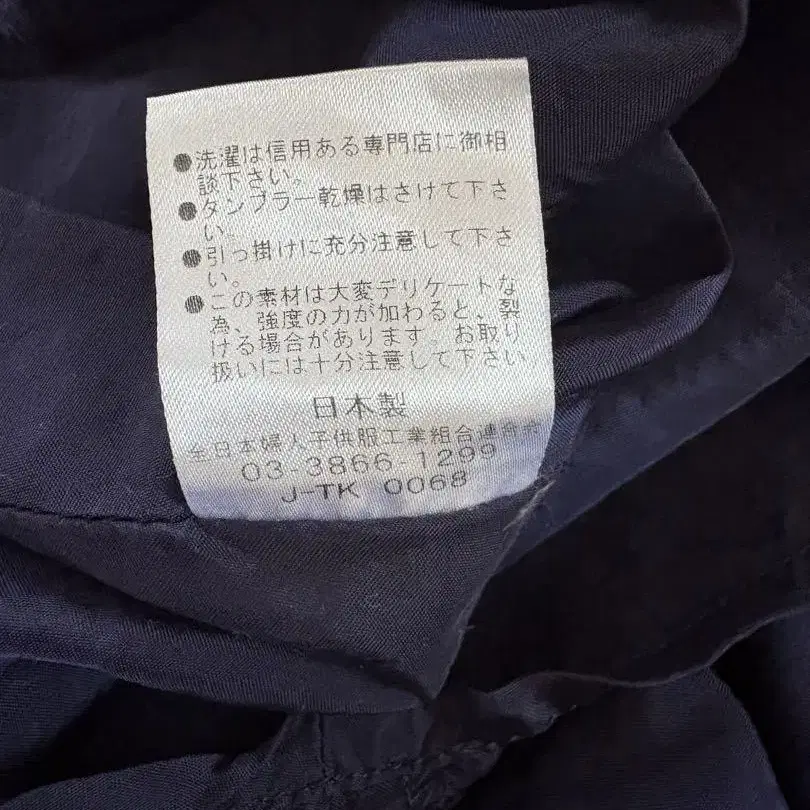 ●洗濯は信用ある専門店に御相
談下さい。
●タンブラー乾燥はさけて下さ
い。
●引っ掛けに充分注意して下さ
い。
●この素材は大変デリケートな
為、強度の力が加わると、裂
ける場合があります。お取り
扱いには十分注意して下さい
日本製
全日本婦人子供服工業組合連合会
03-3866-1299
J-TK 0068